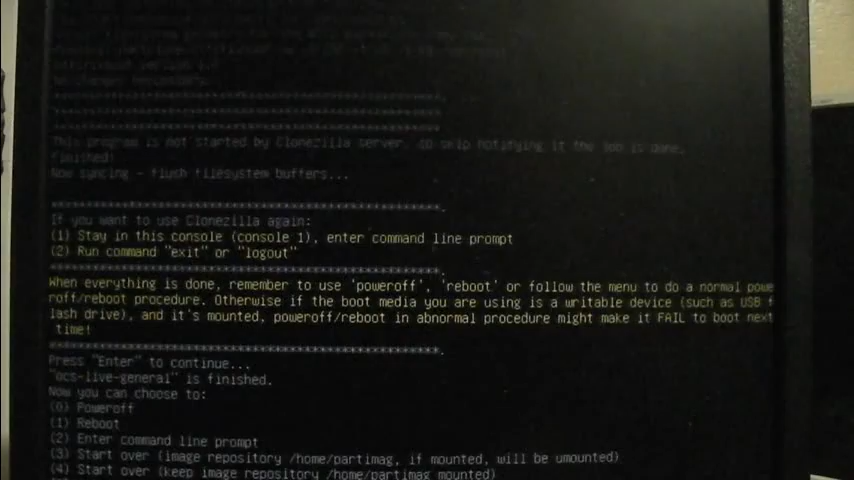 *************************************************.
*************************************************
*************************************************
This program is not started by Clonezilla server, so skip notifying it the job is done.
Finished!
Now syncing - flush filesystem buffers...
*************************************************.
If you want to use Clonezilla again:
(1) Stay in this console (console 1), enter command line prompt
(2) Run command "exit" or "logout"
*************************************************.
When everything is done, remember to use 'poweroff', 'reboot' or follow the menu to do a normal powe
roff/reboot procedure. Otherwise if the boot media you are using is a writable device (such as USB f
lash drive), and it's mounted, poweroff/reboot in abnormal procedure might make it FAIL to boot next
time!
*************************************************.
Press "Enter" to continue...
"ocs-live-general" is finished.
Now you can choose to:
(0) Poweroff
(1) Reboot
(2) Enter command line prompt
(3) Start over (image repository /home/partimag, if mounted, will be umounted)
(4) Start over (keep image repository /home/partimag mounted)